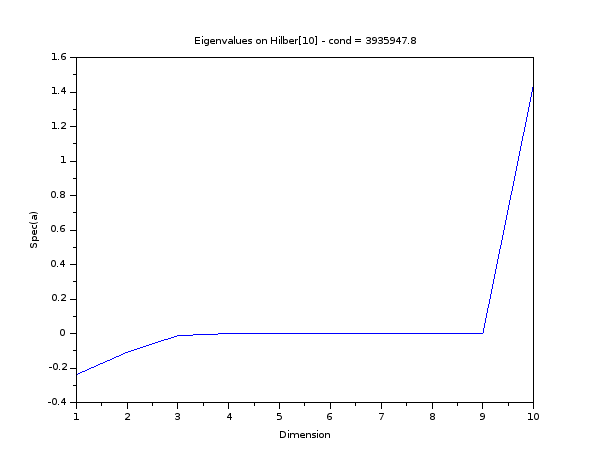 Eigenvalues on Hilber[10] - cond = 3935947.8
1.6
1.4
1.2
1
0.8
0.6
0.4
0.2
0
-0.2
-0.4
Spec(a)
1 2 3 4 5 6 7 8 9 10
Dimension